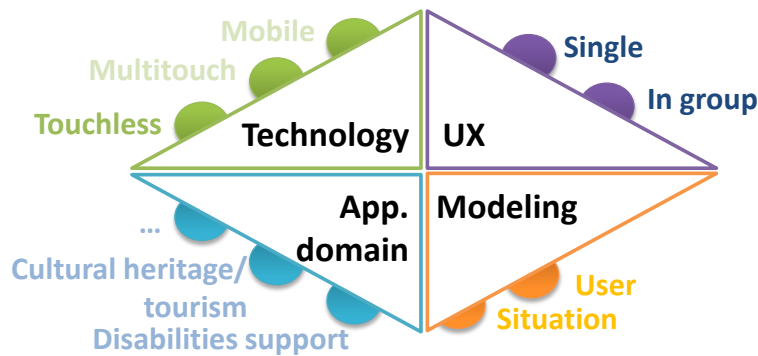 Mobile
Single
Multitouch
In group
Touchless
Technology
UX
App.
domain
Modeling
...
Cultural heritage/
tourism
Disabilities support
User
Situation